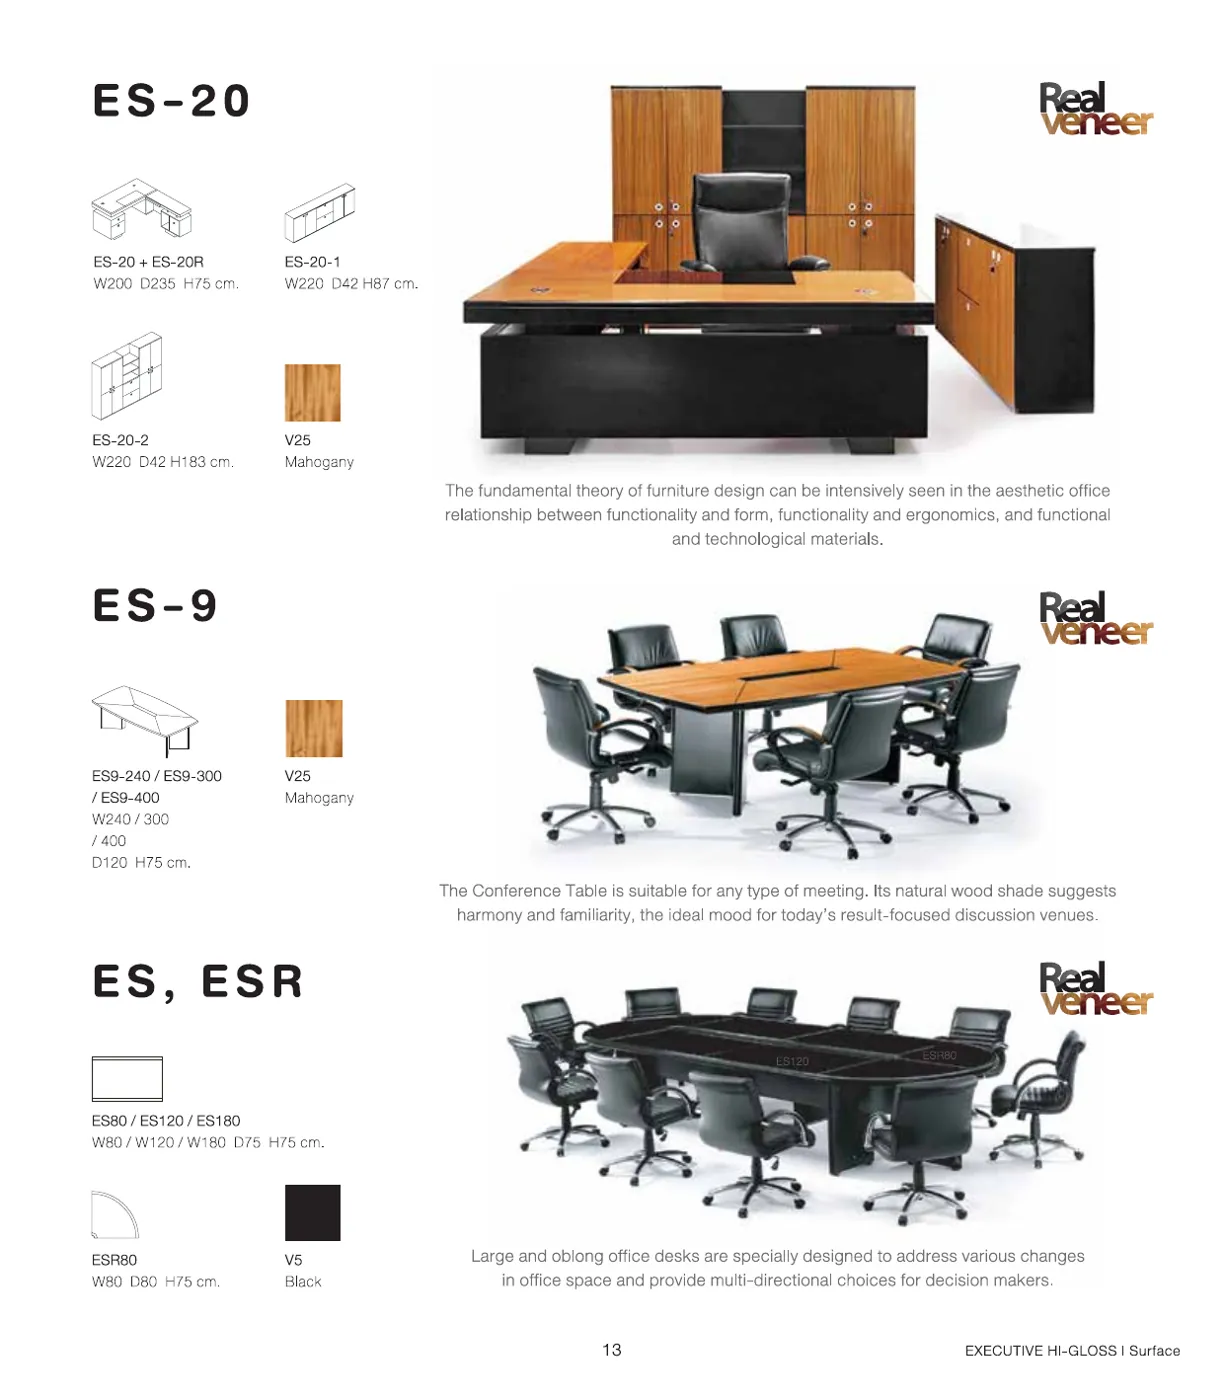 ES-20
Real
veneer
ES-20 + ES-20R
W200 D235 H75 cm.
ES-20-1
W220 D42 H87 cm.
ES-20-2
W220 D42 H183 cm.
V25
Mahogany
The fundamental theory of furniture design can be intensively seen in the aesthetic office
relationship between functionality and form, functionality and ergonomics, and functional
and technological materials.
ES-9
Real
veneer
ES9-240 / ES9-300
/ ES9-400
W240 / 300
/ 400
D120 H75 cm.
V25
Mahogany
The Conference Table is suitable for any type of meeting. Its natural wood shade suggests
harmony and familiarity, the ideal mood for today's result-focused discussion venues.
ES, ESR
Real
veneer
ES120
ESR80
ES80 / ES120 / ES180
W80 / W120 / W180 D75 H75 cm.
ESR80
W80 D80 H75 cm.
V5
Black
Large and oblong office desks are specially designed to address various changes
in office space and provide multi-directional choices for decision makers.
13
EXECUTIVE HI-GLOSS I Surface